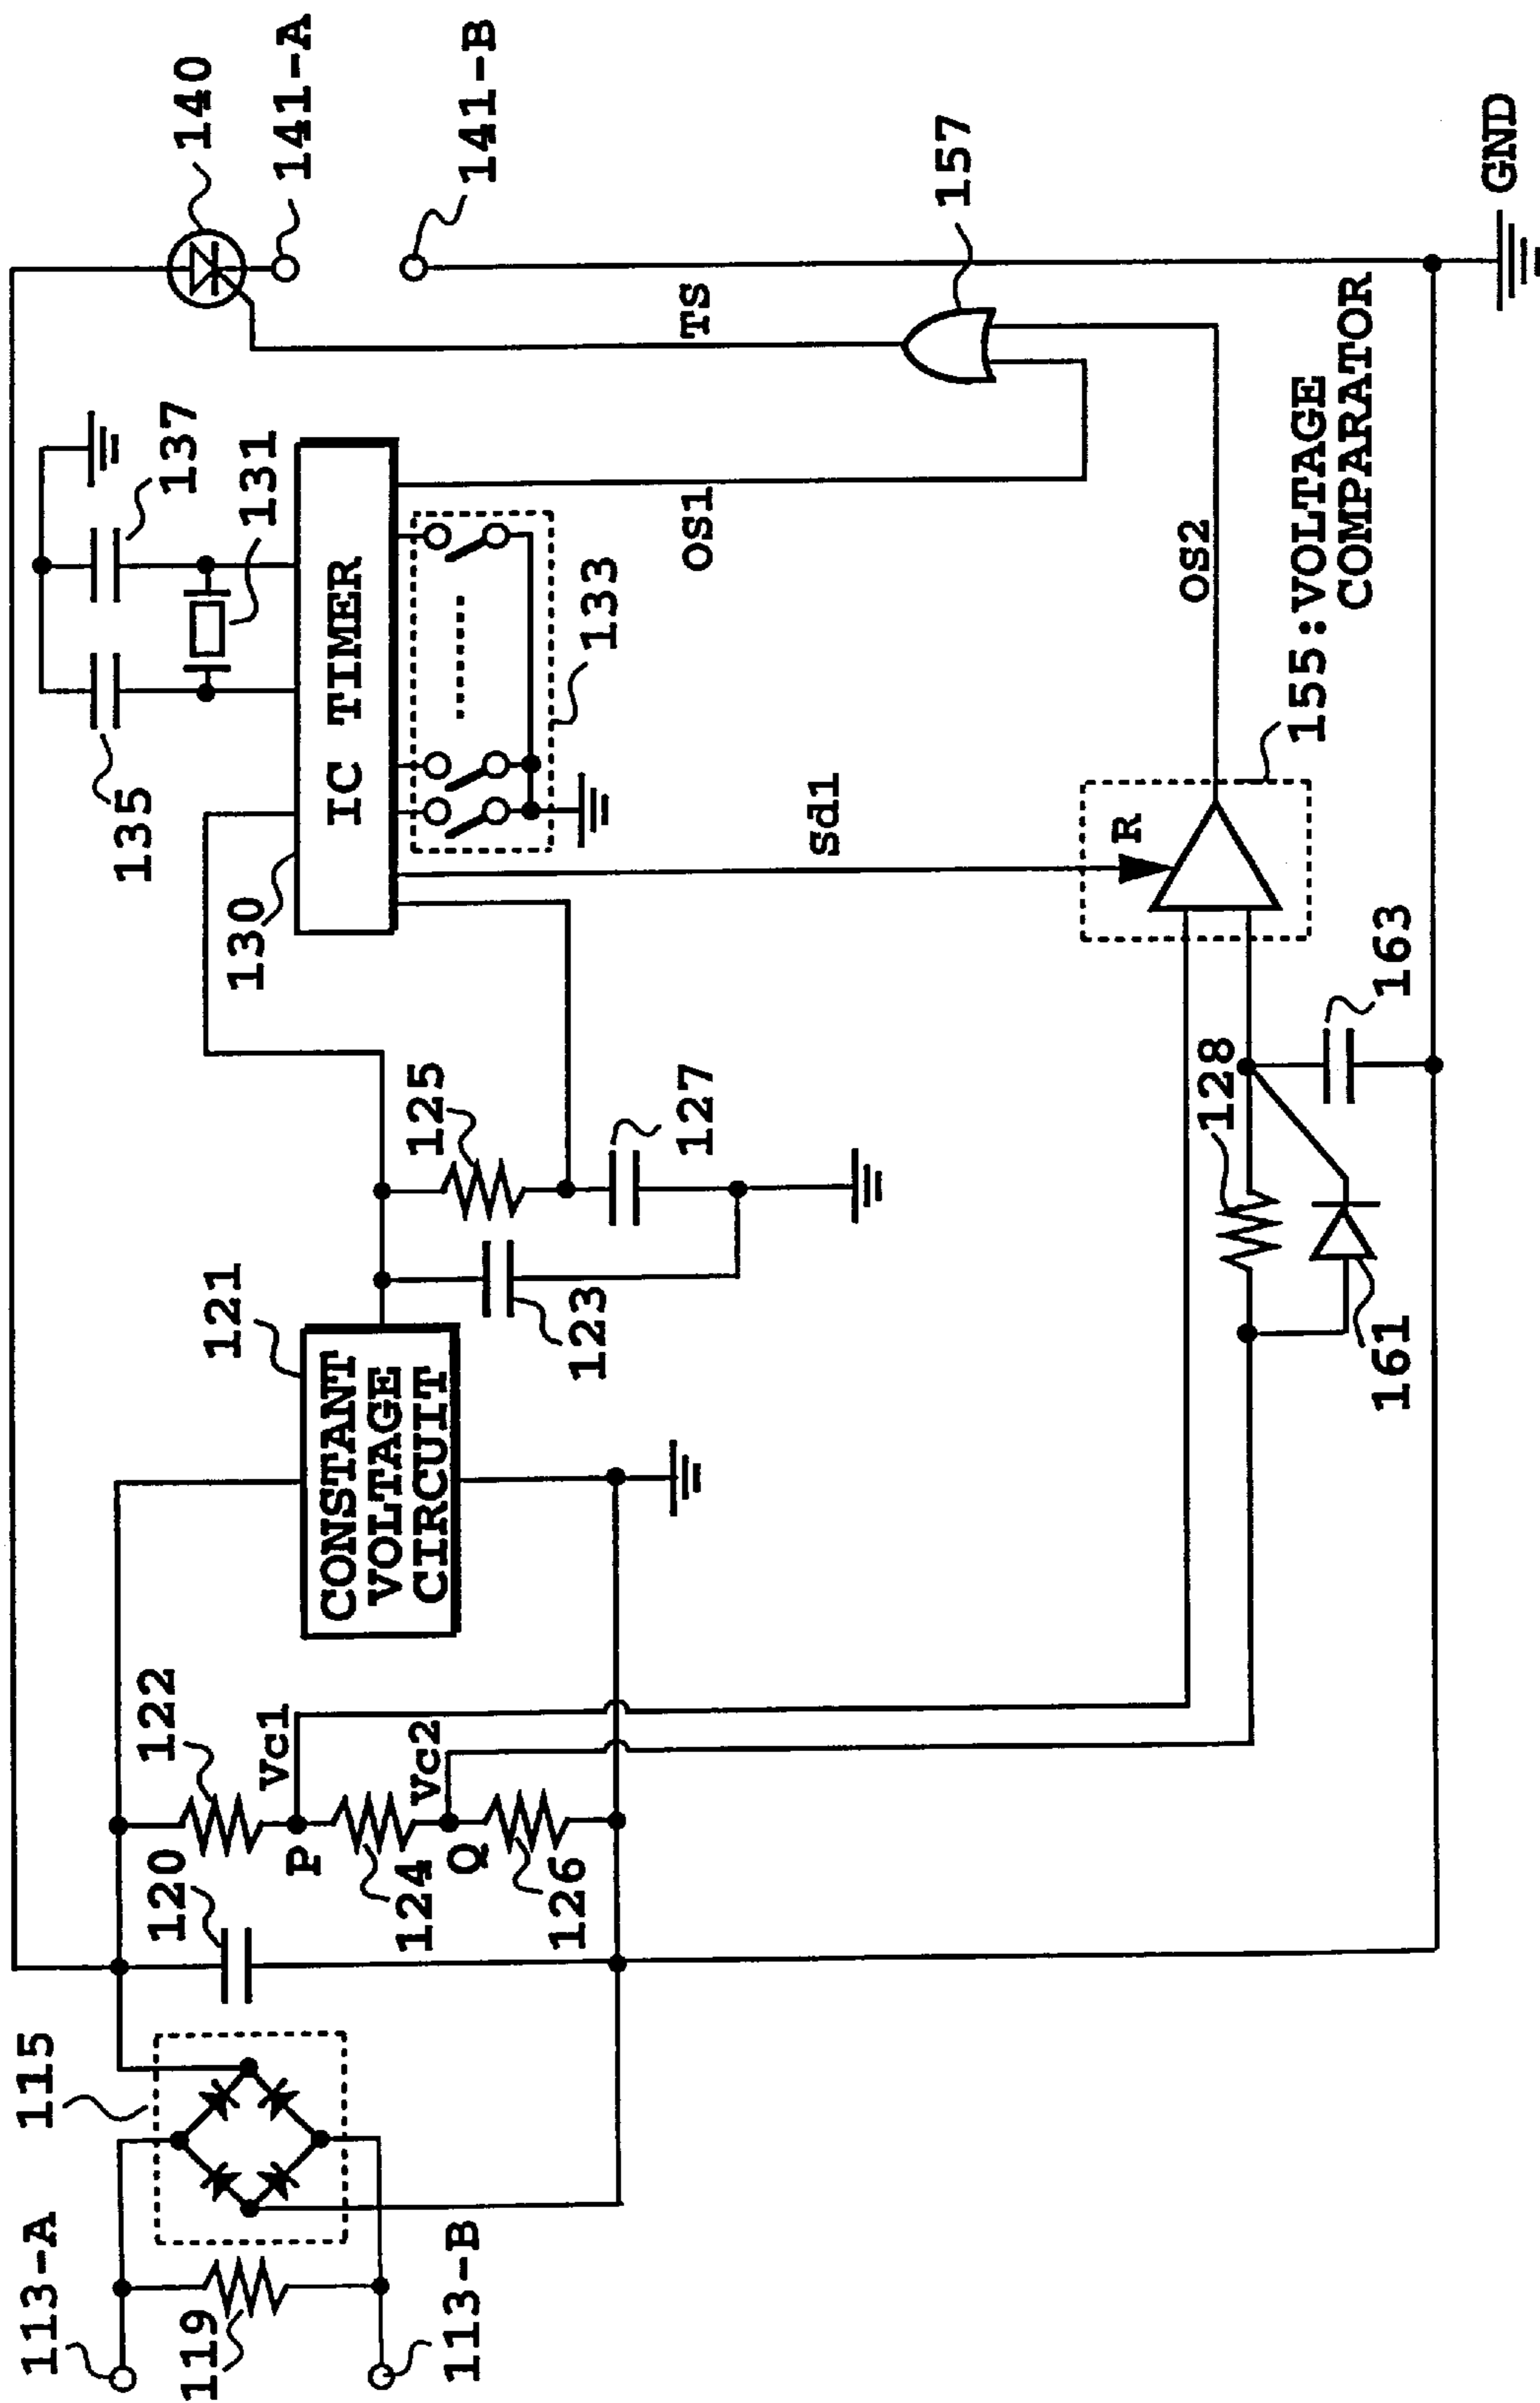 113-A
119
113-B
115
120
122
Vc1
P
124
Vc2
Q
126
121
CONSTANT
VOLTAGE
CIRCUIT
123
125
127
128
161
163
130
IC TIMER
135
137
131
133
sd1
R
155:VOLTAGE
COMPARATOR
OS1
OS2
TS
157
140
141-A
141-B
GND